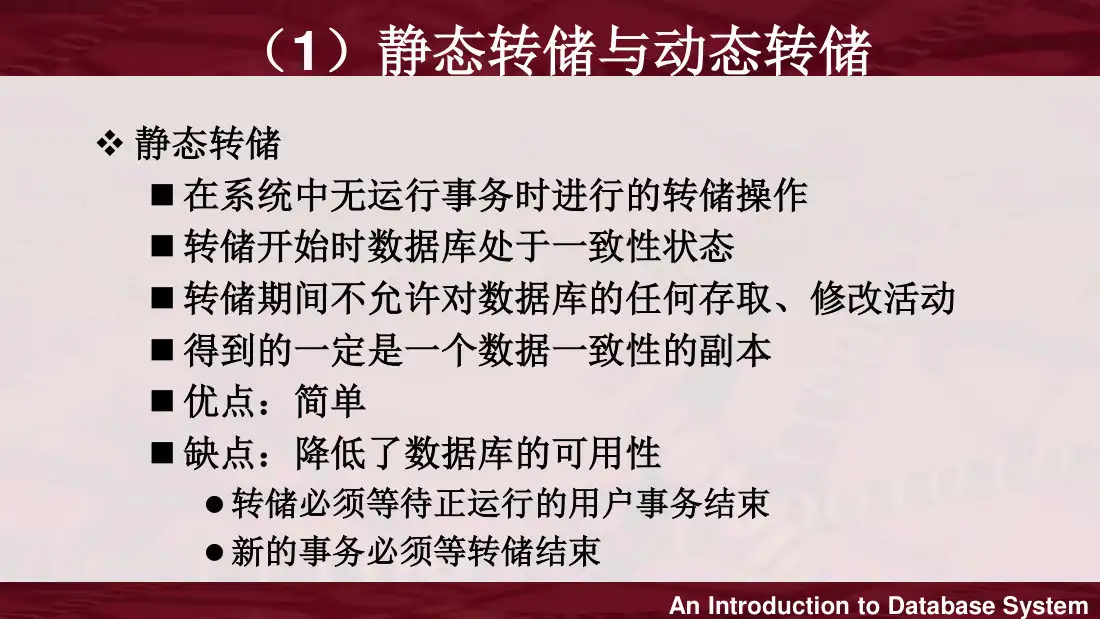 （1）静态转储与动态转储
❖ 静态转储
■ 在系统中无运行事务时进行的转储操作
■ 转储开始时数据库处于一致性状态
■ 转储期间不允许对数据库的任何存取、修改活动
■ 得到的一定是一个数据一致性的副本
■ 优点：简单
■ 缺点：降低了数据库的可用性
● 转储必须等待正运行的用户事务结束
● 新的事务必须等转储结束
An Introduction to Database System